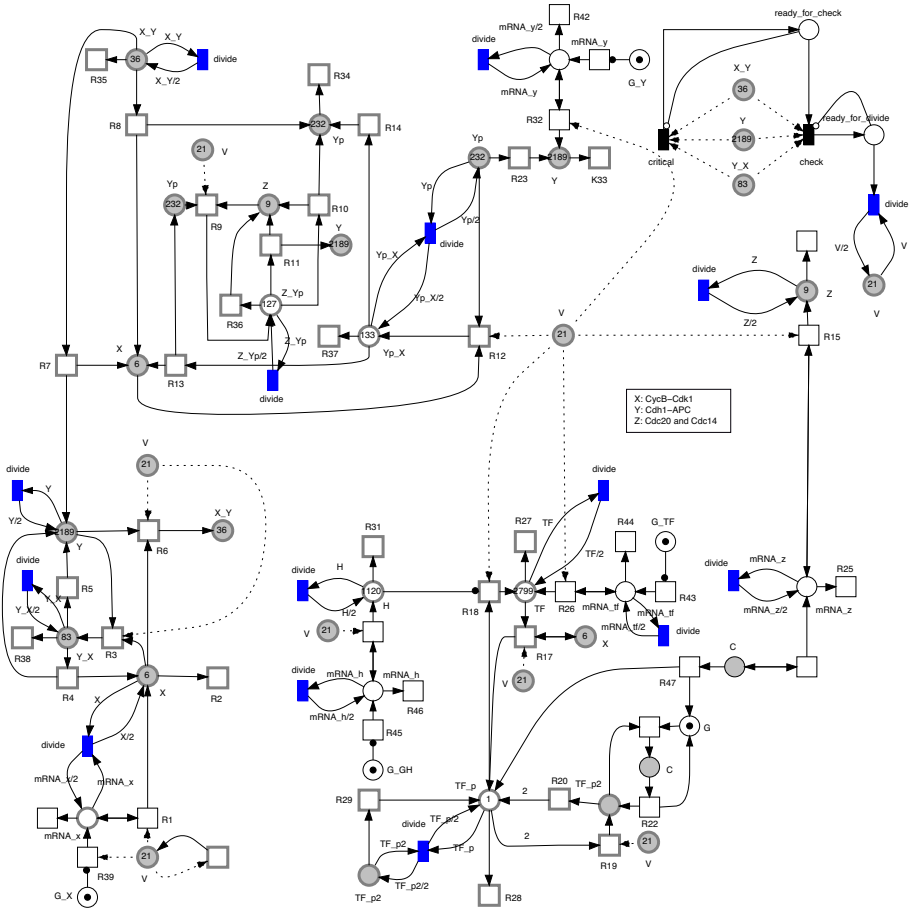 ready_for_check
mRNA_y/2
R42
divide
mRNA_y
G_Y
mRNA_y
X_Y
X_Y
36
divide
R35
X_Y/2
R34
R8
232
Yp
R14
R32
X_Y
36
Y
2189
Y_X
83
critical
check
ready_for_divide
21
V
Yp
232
R23
2189
Y
K33
Yp
232
R9
Z
9
R10
Y
2189
R11
Yp
Yp/2
divide
Yp_X
Yp_X/2
divide
V/2
V
21
V
divide
Z
9
Z
Z/2
R15
R36
127
Z_Yp
Z_Yp
Z_Yp/2
divide
R37
133
Yp_X
R12
V
21
R7
X
6
R13
X: CycB-Cdk1
Y: Cdh1-APC
Z: Cdc20 and Cdc14
V
21
divide
Y
Y/2
2189
Y
R6
X_Y
36
divide
R5
Y_X
Y_X/2
83
Y_X
R38
R3
R4
6
X
R2
X
X/2
divide
mRNA_x/2
mRNA_x
mRNA_x
R1
R39
21
V
G_X
R31
divide
H
1120
H
H/2
V
21
divide
mRNA_h
mRNA_h/2
R46
R45
G_GH
divide
R27
TF
TF/2
R18
2799
TF
R26
R44
G_TF
R43
mRNA_tf
mRNA_tf
mRNA_tf/2
divide
R17
6
X
V
21
divide
mRNA_z
mRNA_z/2
mRNA_z
R25
C
R47
G
C
R22
R20
TF_p2
2
2
R19
21
V
R29
TF_p
1
divide
TF_p/2
TF_p
TF_p2
TF_p2/2
TF_p2
R28